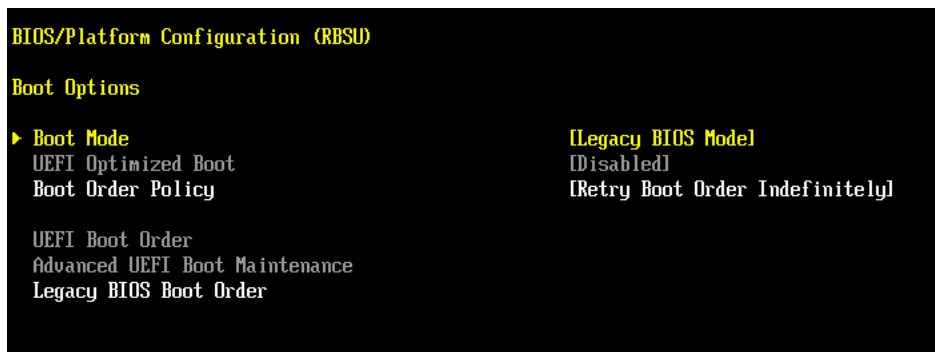 BIOS/Platform Configuration (RBSU)
Boot Options
Boot Mode [Legacy BIOS Mode]
UEFI Optimized Boot [Disabled]
Boot Order Policy [Retry Boot Order Indefinitely]
UEFI Boot Order
Advanced UEFI Boot Maintenance
Legacy BIOS Boot Order